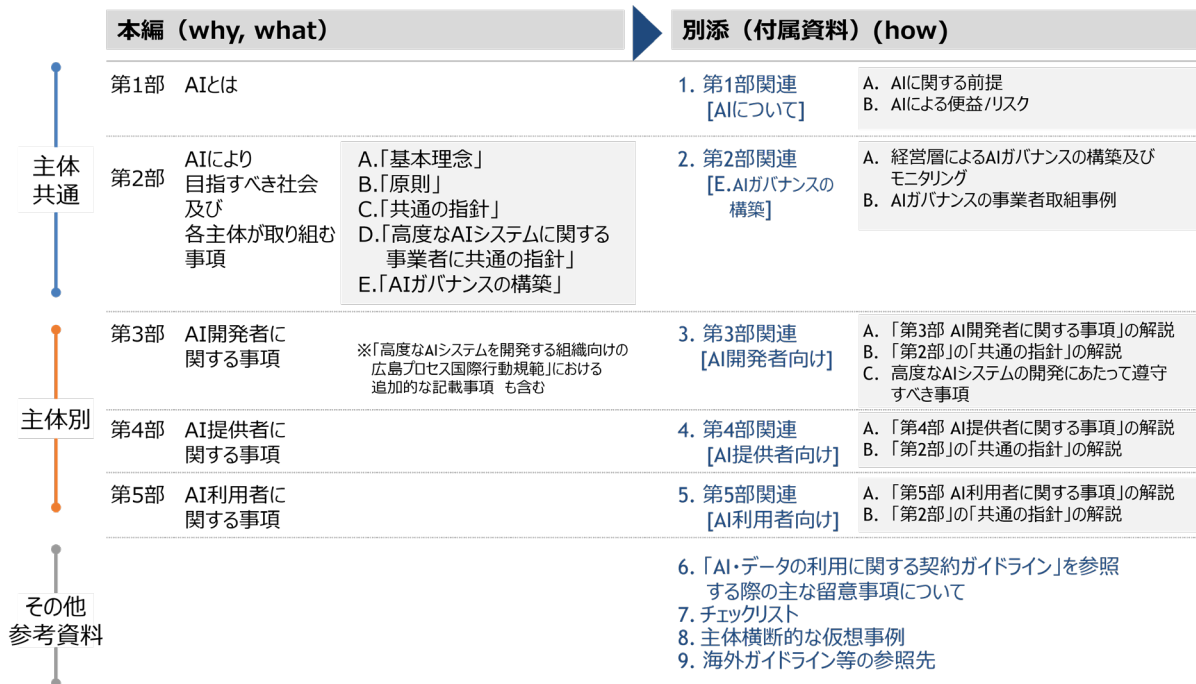 本編（why, what）
別添（付属資料）(how)
主体
共通
第1部 AIとは
1. 第1部関連
[AIについて]
A. AIに関する前提
B. AIによる便益/リスク
第2部
AIにより
目指すべき社会
及び
各主体が取り組む
事項
A.「基本理念」
B.「原則」
C.「共通の指針」
D.「高度なAIシステムに関する
事業者に共通の指針」
E.「AIガバナンスの構築」
2. 第2部関連
[E.AIガバナンスの
構築]
A. 経営層によるAIガバナンスの構築及び
モニタリング
B. AIガバナンスの事業者取組事例
主体別
第3部 AI開発者に
関する事項
※「高度なAIシステムを開発する組織向けの
広島プロセス国際行動規範」における
追加的な記載事項 も含む
3. 第3部関連
[AI開発者向け]
A. 「第3部 AI開発者に関する事項」の解説
B. 「第2部」の「共通の指針」の解説
C. 高度なAIシステムの開発にあたって遵守
すべき事項
第4部 AI提供者に
関する事項
4. 第4部関連
[AI提供者向け]
A. 「第4部 AI提供者に関する事項」の解説
B. 「第2部」の「共通の指針」の解説
第5部 AI利用者に
関する事項
5. 第5部関連
[AI利用者向け]
A. 「第5部 AI利用者に関する事項」の解説
B. 「第2部」の「共通の指針」の解説
その他
参考資料
6. 「AI・データの利用に関する契約ガイドライン」を参照
する際の主な留意事項について
7. チェックリスト
8. 主体横断的な仮想事例
9. 海外ガイドライン等の参照先